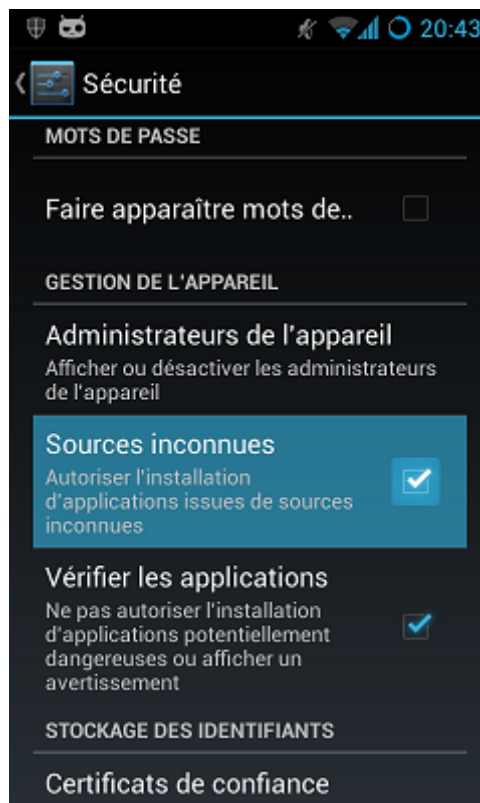 20:43
Sécurité
MOTS DE PASSE
Faire apparaître mots de..
GESTION DE L'APPAREIL
Administrateurs de l'appareil
Afficher ou désactiver les administrateurs
de l'appareil
Sources inconnues
Autoriser l'installation
d'applications issues de sources
inconnues
Vérifier les applications
Ne pas autoriser l'installation
d'applications potentiellement
dangereuses ou afficher un
avertissement
STOCKAGE DES IDENTIFIANTS
Certificats de confiance